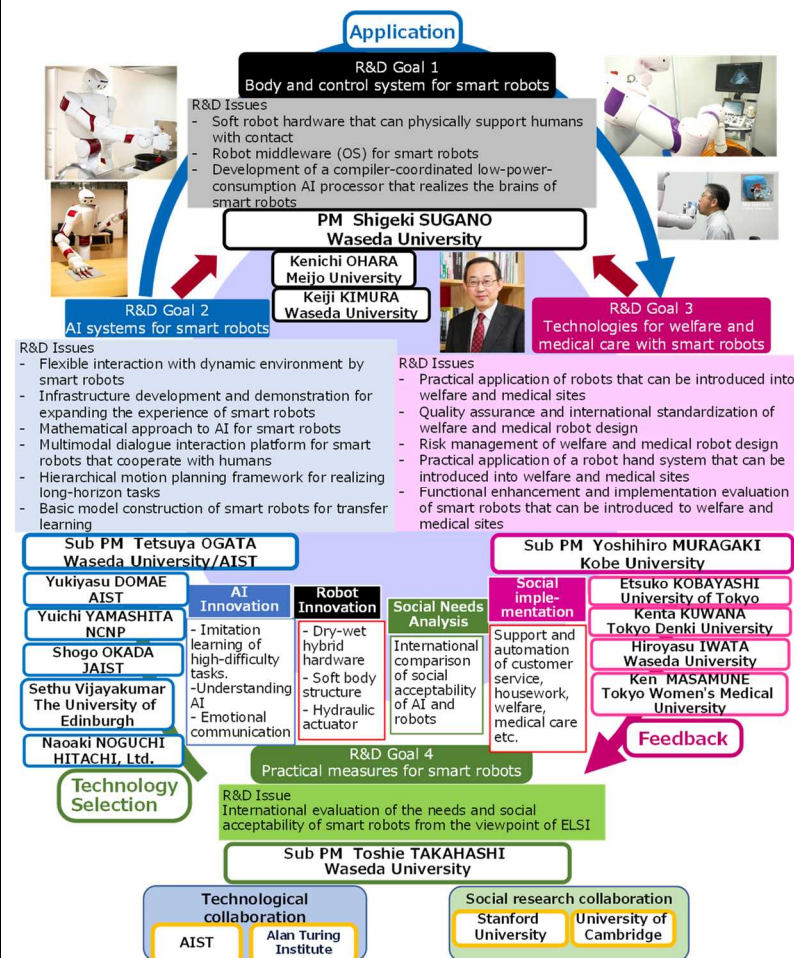 Application
R&D Goal 1
Body and control system for smart robots
R&D Issues
- Soft robot hardware that can physically support humans
with contact
- Robot middleware (OS) for smart robots
- Development of a compiler-coordinated low-power-
consumption AI processor that realizes the brains of
smart robots
PM Shigeki SUGANO
Waseda University
Kenichi OHARA
Meijo University
Keiji KIMURA
Waseda University
R&D Goal 2
AI systems for smart robots
R&D Issues
- Flexible interaction with dynamic environment by
smart robots
- Infrastructure development and demonstration for
expanding the experience of smart robots
- Mathematical approach to AI for smart robots
- Multimodal dialogue interaction platform for smart
robots that cooperate with humans
- Hierarchical motion planning framework for realizing
long-horizon tasks
- Basic model construction of smart robots for transfer
learning
R&D Goal 3
Technologies for welfare and
medical care with smart robots
R&D Issues
- Practical application of robots that can be introduced into
welfare and medical sites
- Quality assurance and international standardization of
welfare and medical robot design
- Risk management of welfare and medical robot design
- Practical application of a robot hand system that can be
introduced into welfare and medical sites
- Functional enhancement and implementation evaluation
of smart robots that can be introduced to welfare and
medical sites
Sub PM Tetsuya OGATA
Waseda University/AIST
Yukiyasu DOMAE
AIST
Yuichi YAMASHITA
NCNP
Shogo OKADA
JAIST
Sethu Vijayakumar
The University of
Edinburgh
Naoaki NOGUCHI
HITACHI, Ltd.
AI
Innovation
- Imitation
learning of
high-difficulty
tasks.
-Understanding
AI
- Emotional
communication
Robot
Innovation
- Dry-wet
hybrid
hardware
- Soft body
structure
- Hydraulic
actuator
Social Needs
Analysis
International
comparison
of social
acceptability
of AI and
robots
Social
imple-
mentation
Support and
automation
of customer
service,
housework,
welfare,
medical care
etc.
Sub PM Yoshihiro MURAGAKI
Kobe University
Etsuko KOBAYASHI
University of Tokyo
Kenta KUWANA
Tokyo Denki University
Hiroyasu IWATA
Waseda University
Ken MASAMUNE
Tokyo Women's Medical
University
Feedback
Technology
Selection
R&D Goal 4
Practical measures for smart robots
R&D Issue
International evaluation of the needs and social
acceptability of smart robots from the viewpoint of ELSI
Sub PM Toshie TAKAHASHI
Waseda University
Technological
collaboration
AIST
Alan Turing
Institute
Social research collaboration
Stanford
University
University of
Cambridge